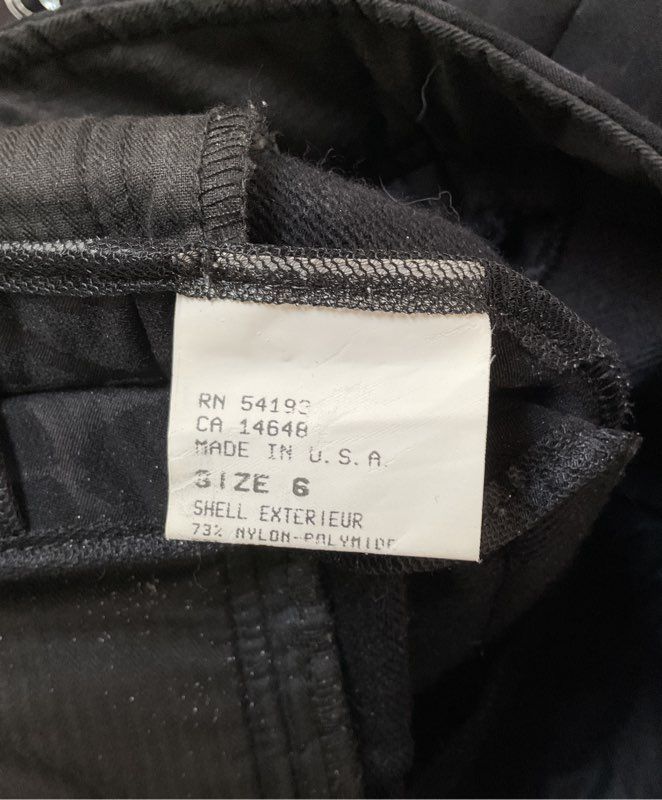 RN 54193
CA 14648
MADE IN U.S.A.
SIZE 6
SHELL EXTERIEUR
73% NYLON-POLYMIDE